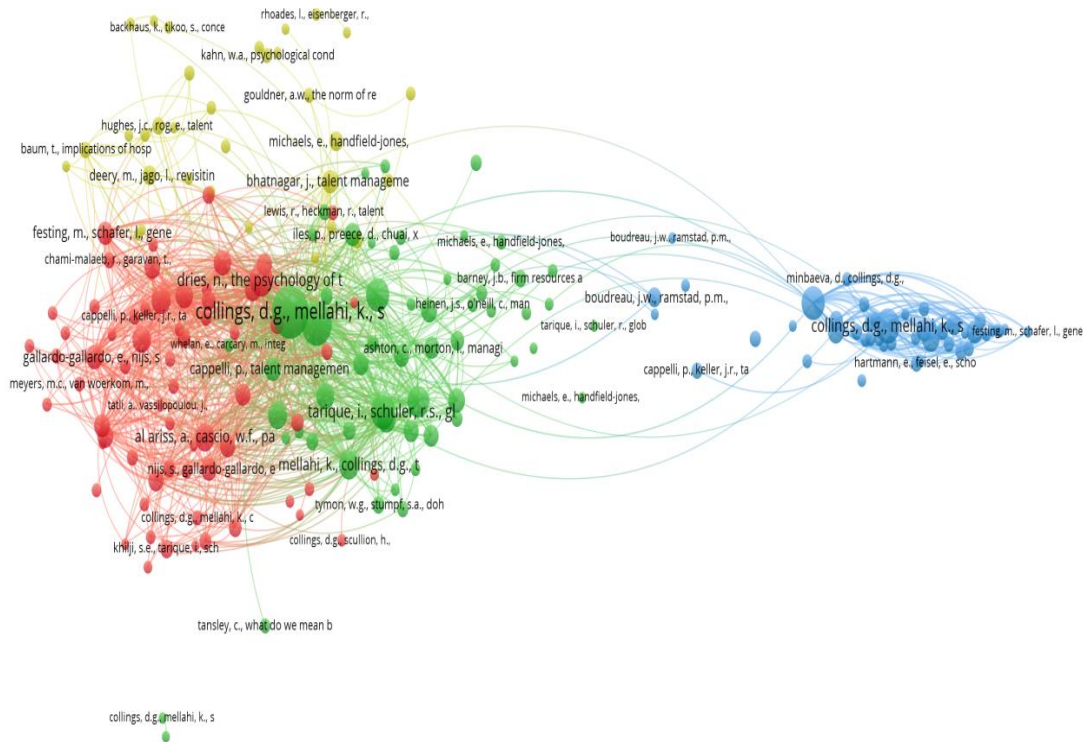 rhoades, l., eisenberger, r.,
backhaus, k., tikoo, s., conce
kahn, w.a., psychological cond
gouldner, a.w., the norm of re
hughes, j.c., rog, e., talent
michaels, e., handfield-jones,
baum, t., implications of hosp
deery, m., jago, l., revisitin
bhatnagar, j., talent manageme
lewis, r., heckman, r., talent
festing, m., schafer, l., gene
iles, p., preece, d., chuai, x
michaels, e., handfield-jones,
boudreau, j.w., ramstad, p.m.,
chami-malaeb, r., garavan, t.,
dries, n., the psychology of t
barney, j.b., firm resources a
minbaeva, d., collings, d.g.,
boudreau, j.w., ramstad, p.m.,
heinen, j.s., o'neill, c., man
collings, d.g., mellahi, k., s
cappelli, p., keller, j.r., ta
tarique, i., schuler, r., glob
collings, d.g., mellahi, k., s
festing, m., schafer, l., gene
whelan, e., carcary, m., integ
ashton, c., morton, l., managi
gallardo-gallardo, e., nijs, s
hartmann, e., feisel, e., scho
cappelli, p., talent managemen
cappelli, p., keller, j.r., ta
meyers, m.c., van woerkom, m.,
michaels, e., handfield-jones,
tatli, a., vassilopoulou, j.,
tarique, i., schuler, r.s., gl
al ariss, a., cascio, w.f., pa
mellahi, k., collings, d.g., t
nijs, s., gallardo-gallardo, e
tymon, w.g., stumpf, s.a., doh
collings, d.g., mellahi, k., c
collings, d.g., scullion, h.,
khilji, s.e., tarique, i., sch
tansley, c., what do we mean b
collings, d.g., mellahi, k., s